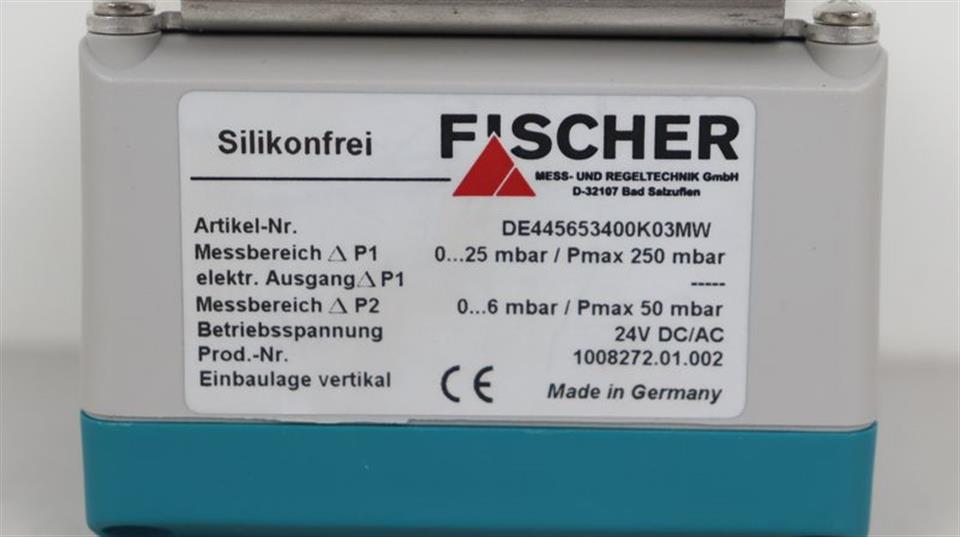 Silikonfrei
FISCHER
MESS- UND REGELTECHNIK GmbH
D-32107 Bad Salzuflen
Artikel-Nr. DE445653400K03MW
Messbereich Δ P1 0...25 mbar / Pmax 250 mbar
elektr. Ausgang Δ P1 -----
Messbereich Δ P2 0...6 mbar / Pmax 50 mbar
Betriebsspannung 24V DC/AC
Prod.-Nr. 1008272.01.002
Einbaulage vertikal CE Made in Germany